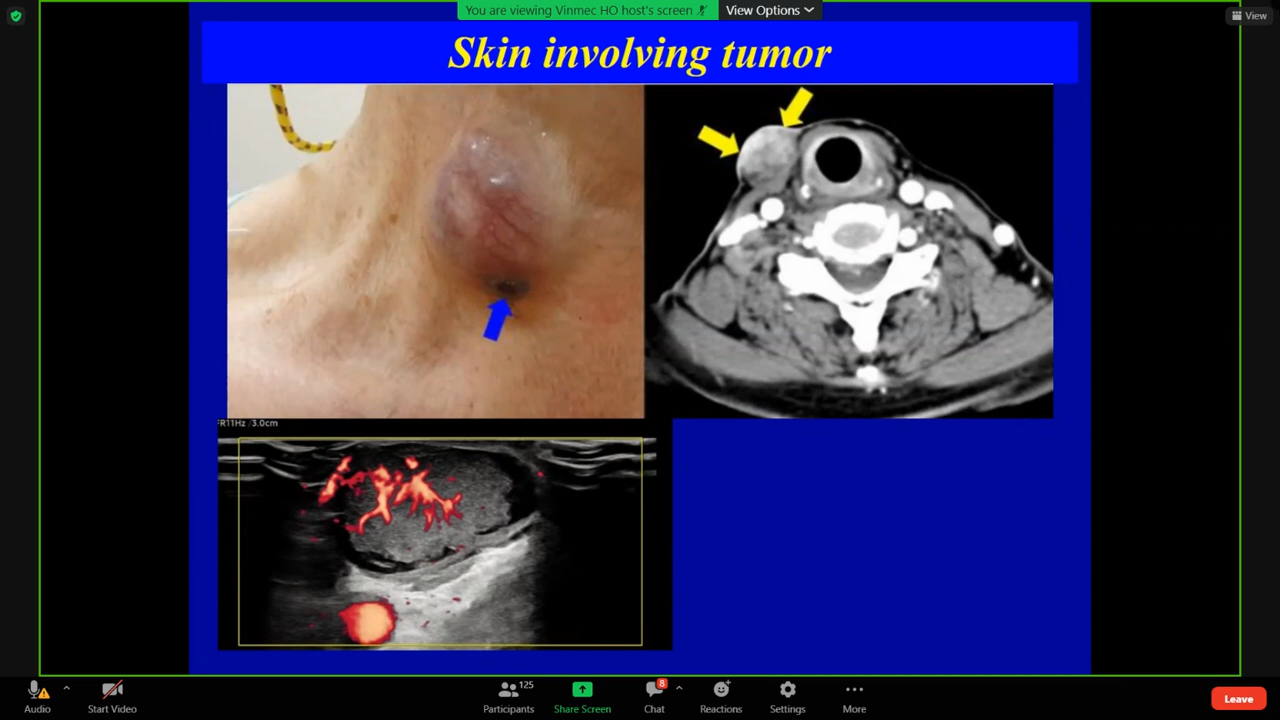 You are viewing Vinmec HO host's screen
View Options
View
Skin involving tumor
FR11Hz /3.0cm
Audio
Start Video
125
Participants
Share Screen
8
Chat
Reactions
Settings
More
Leave